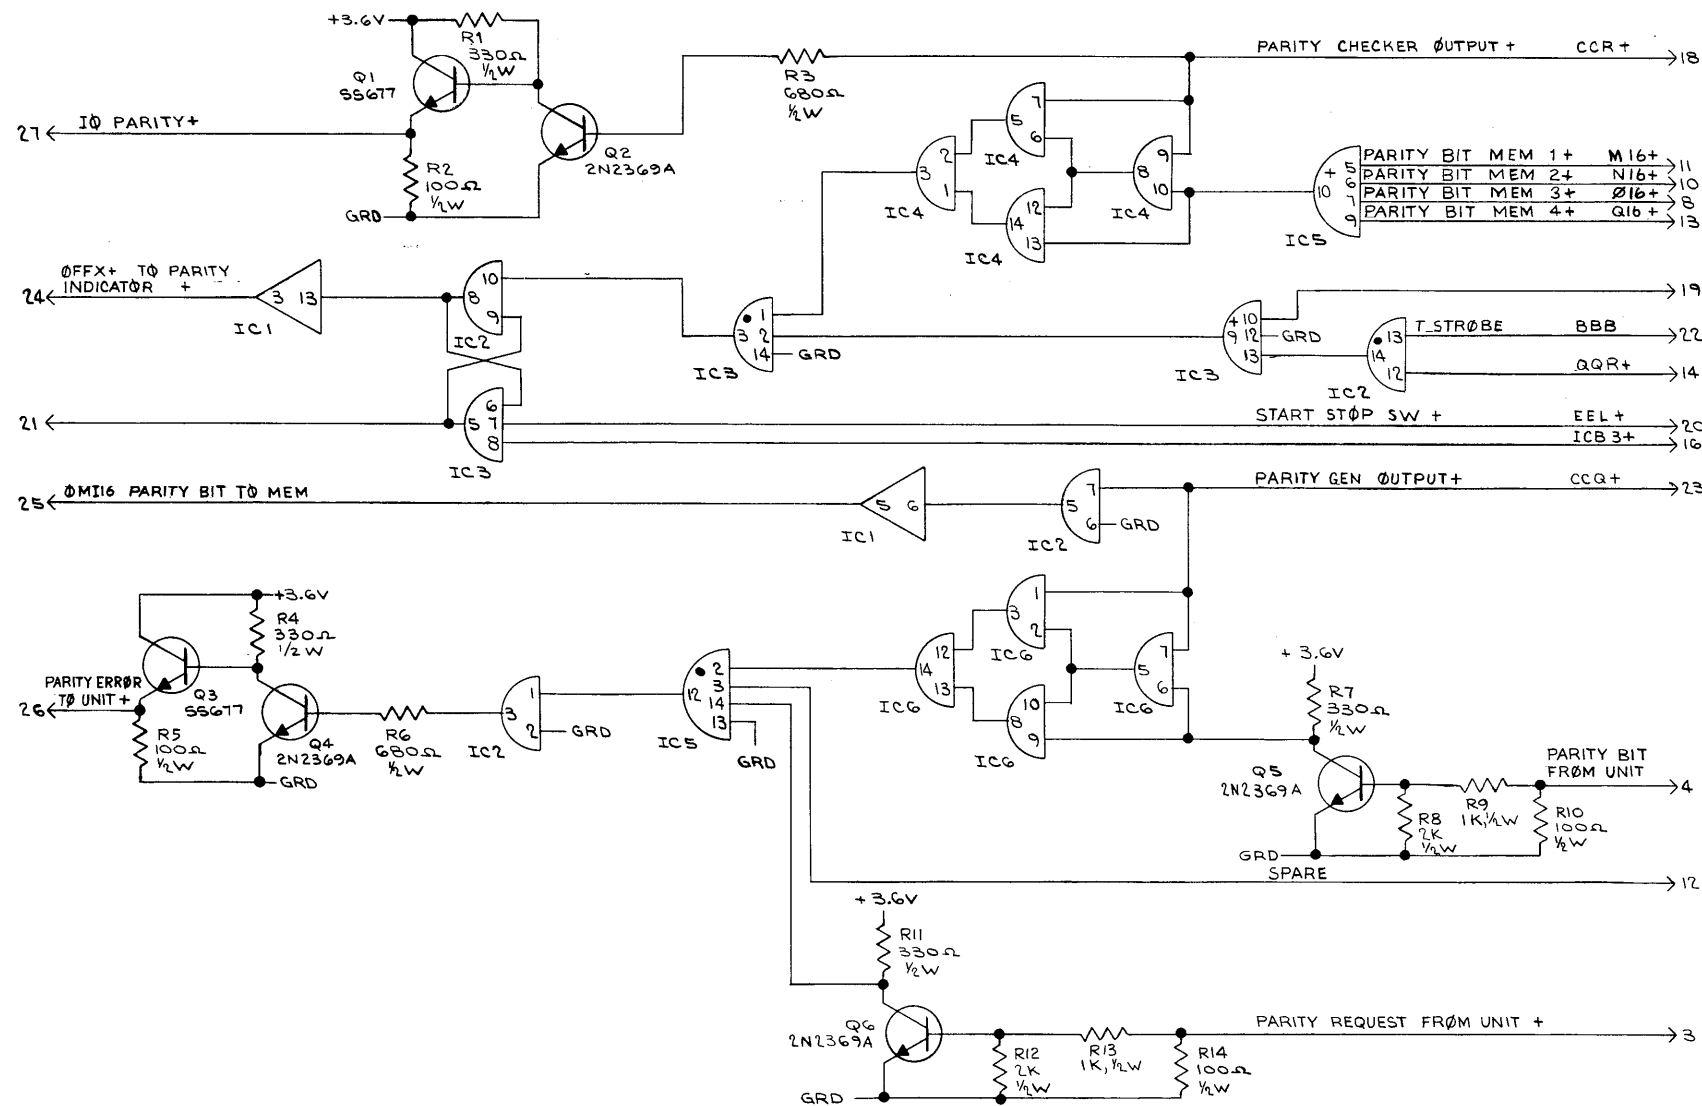 +3.6V
R1
330Ω
½W
Q1
SS677
27 IØ PARITY+
R2
100Ω
½W
GRD
Q2
2N2369A
R3
680Ω
½W
PARITY CHECKER ØUTPUT + CCR + 18
7
5
6
IC4
2
3
1
IC4
9
8
10
IC4
12
14
13
IC4
5
+
6
10
7
9
IC5
PARITY BIT MEM 1+ M16+ 11
PARITY BIT MEM 2+ N16+ 10
PARITY BIT MEM 3+ Ø16+ 8
PARITY BIT MEM 4+ Q16+ 13
ØFFX+ TØ PARITY
INDICATØR +
24
3 13
IC1
10
8
9
IC2
1
3 2
14 GRD
IC3
+10
9 12 GRD
13
IC3
19
13 T_STRØBE BBB 22
14
12 QQR+ 14
IC2
21
6
5 7
8
IC3
START STØP SW + EEL + 20
ICB 3+ 16
25 ØMI16 PARITY BIT TØ MEM
5 6
IC1
7
5
6 GRD
IC2
PARITY GEN ØUTPUT+ CCQ+ 23
1
3
2
IC6
12
14
13
IC6
7
5
6
IC6
10
8
9
IC6
+3.6V
R4
330Ω
1/2 W
PARITY ERRØR
TØ UNIT +
26
Q3
SS677
R5
100Ω
½W
Q4
2N2369A
GRD
R6
680Ω
½W
1
3
2 GRD
IC2
2
3
12
14
13
IC5
GRD
+ 3.6V
R7
330Ω
½W
Q5
2N2369A
PARITY BIT
FRØM UNIT
4
R9
1K,½W
R8
2K
½W
R10
100Ω
½W
GRD
SPARE
12
+ 3.6V
R11
330Ω
½W
Q6
2N2369A
PARITY REQUEST FRØM UNIT + 3
R12
2K
½W
R13
1K,½W
R14
100Ω
½W
GRD